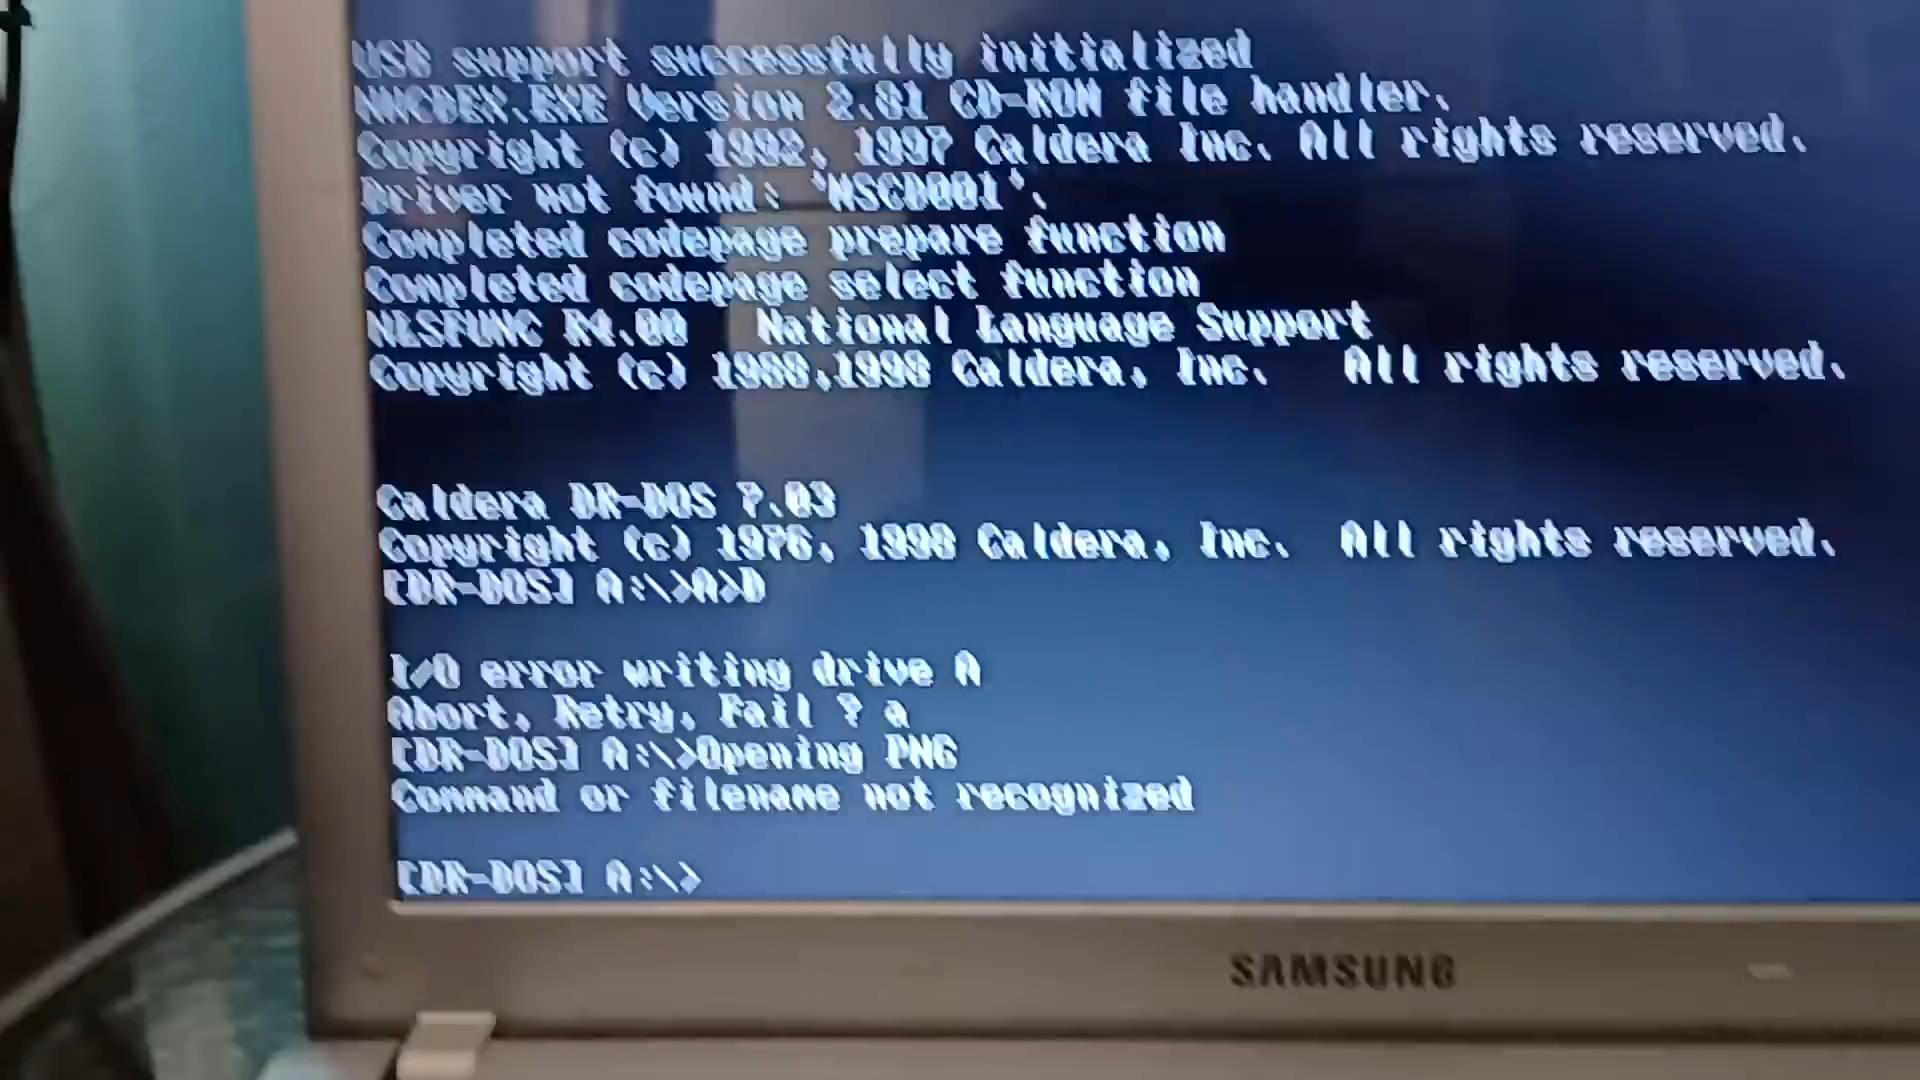 USB support successfully initialized
NWCDEX.EXE Version 2.81 CD-ROM file handler.
Copyright (c) 1992, 1997 Caldera Inc. All rights reserved.
Driver not found: 'MSCD001'.
Completed codepage prepare function
Completed codepage select function
NLSFUNC R4.00 National Language Support
Copyright (c) 1988,1998 Caldera, Inc. All rights reserved.
Caldera DR-DOS 7.03
Copyright (c) 1976, 1998 Caldera, Inc. All rights reserved.
[DR-DOS] A:\>A>D
I/O error writing drive A
Abort, Retry, Fail ? a
[DR-DOS] A:\>Opening PNG
Command or filename not recognized
[DR-DOS] A:\>
SAMSUNG